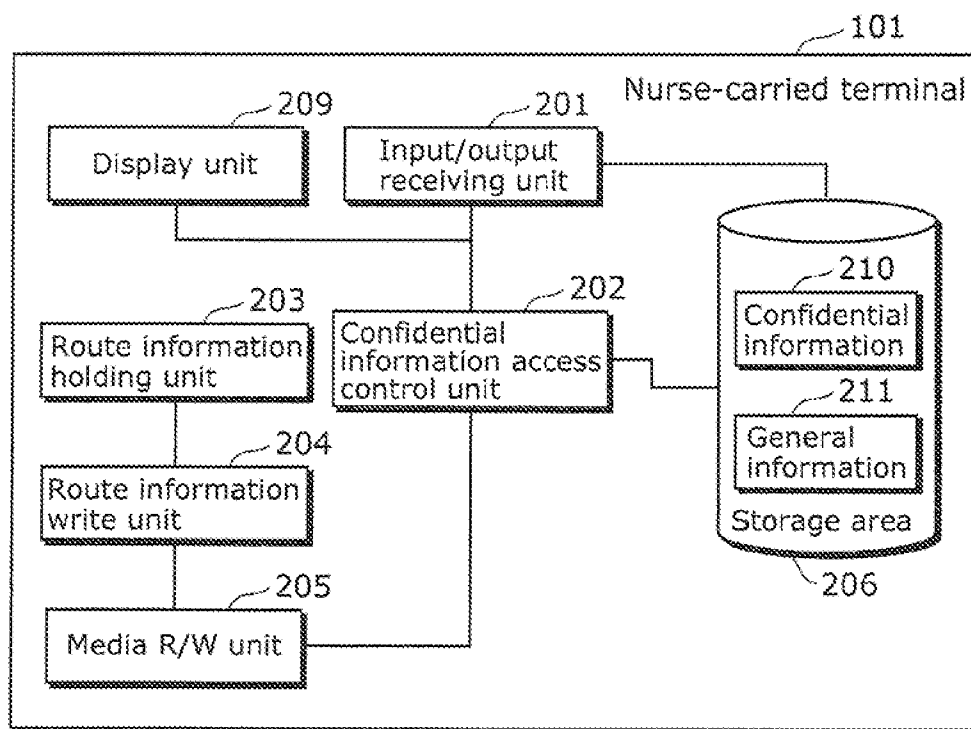 101
Nurse-carried terminal
209
Display unit
201
Input/output
receiving unit
203
Route information
holding unit
202
Confidential
information access
control unit
210
Confidential
information
211
General
information
Storage area
206
204
Route information
write unit
205
Media R/W unit